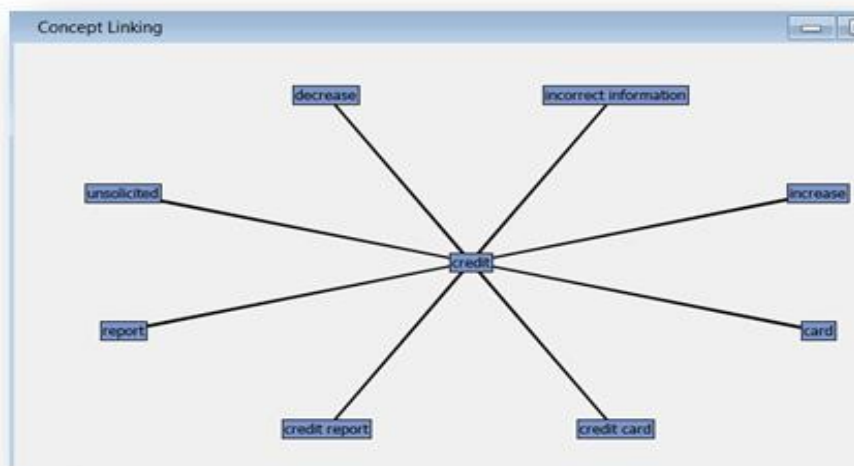 Concept Linking
decrease
incorrect information
unsolicited
increase
credit
report
card
credit report
credit card